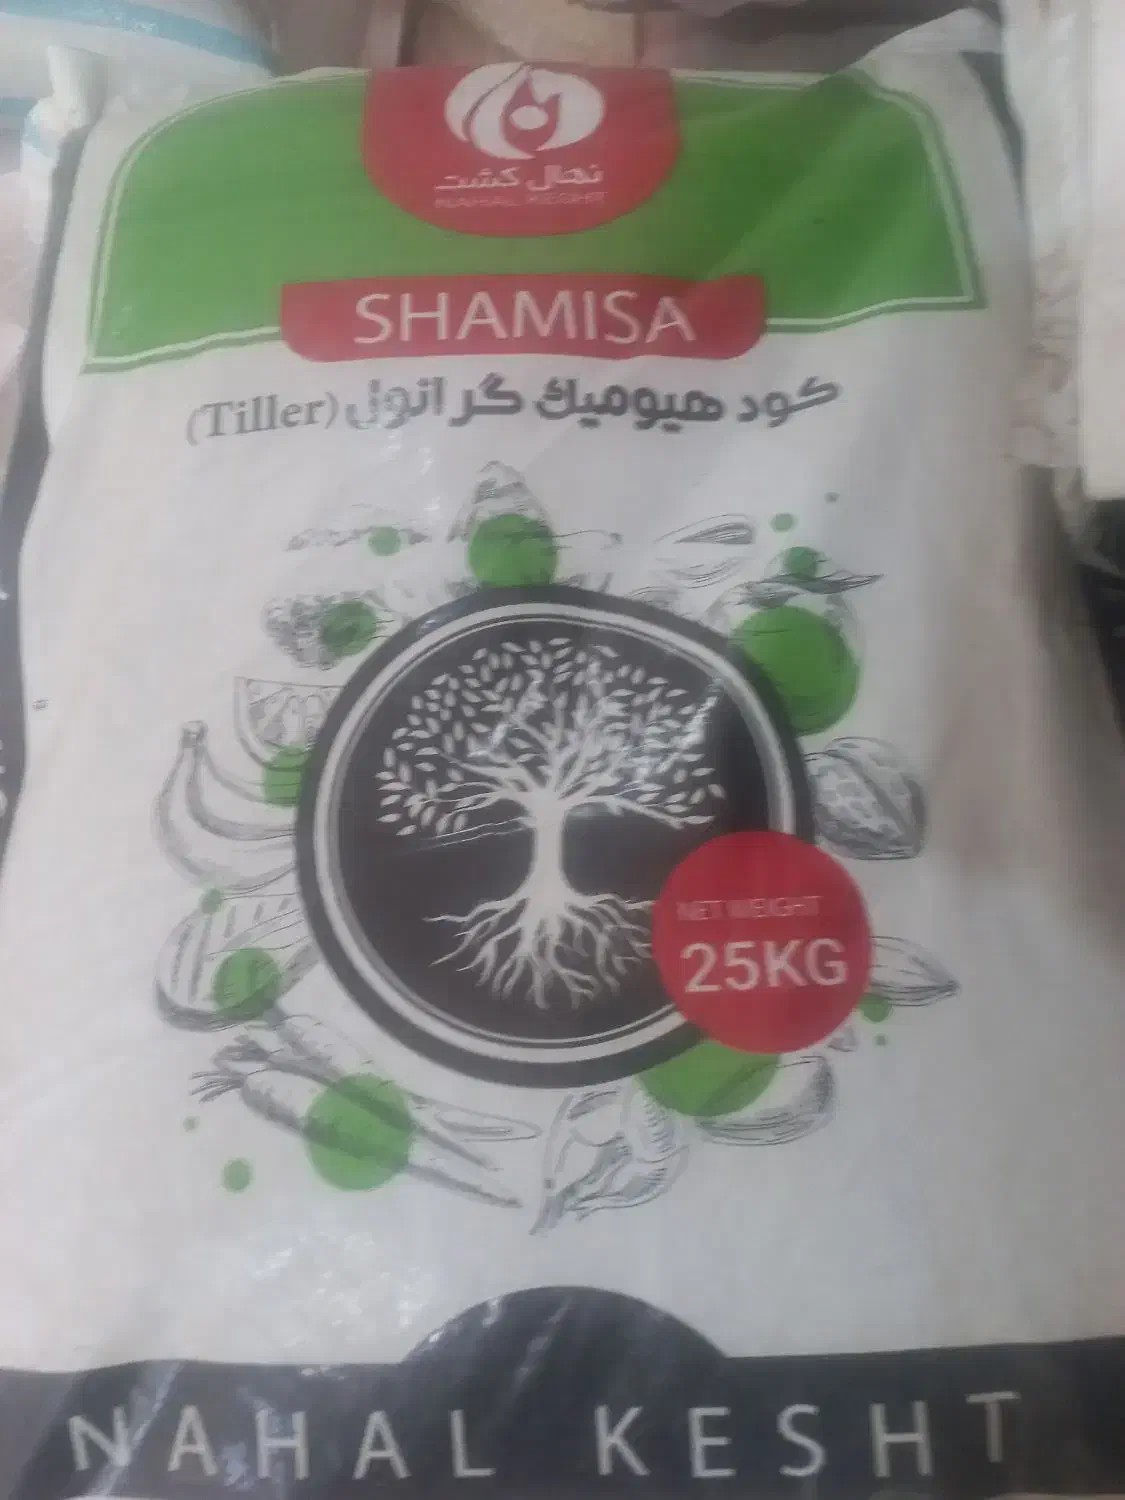 نهال کشت
NAHAL KESHT
SHAMISA
کود هیومیک گرانول (Tiller)
NET WEIGHT
25KG
NAHAL KESHT